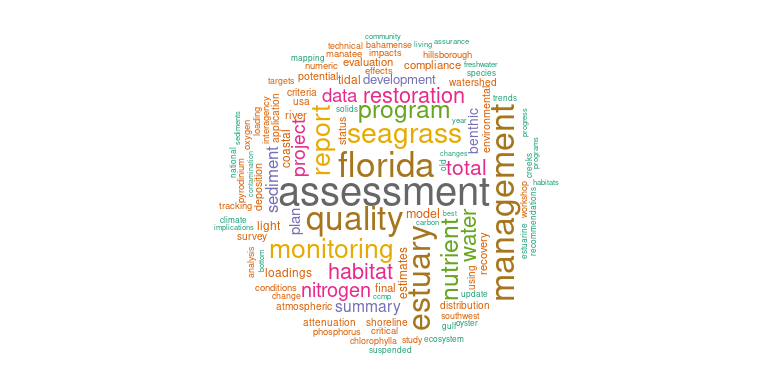 community
technical bahamense living assurance
mapping manatee impacts hillsborough
numeric evaluation compliance freshwater
targets potential effects species
tidal development watershed
criteria data restoration trends
usa solids program year
river seagrass
application
interagency
loading
oxygen
sediments
project
report
status
coastal
benthic
environmental
management
progress
programs
creeks
habitats
national
pyrodinium
contamination
deposition
sediment
florida
changes
old
total
assessment
workshop
recommendations
estuarine
tracking
climate
implications
plan
quality
model
carbon
best
light
survey
monitoring
estuary
nutrient
water
recovery
using
analysis
bottom
loadings
habitat
estimates
conditions
nitrogen
final
update
change
ccmp
atmospheric
summary
distribution
southwest
attenuation
shoreline
gulf
oyster
phosphorus
critical
chlorophylla
study
ecosystem
suspended